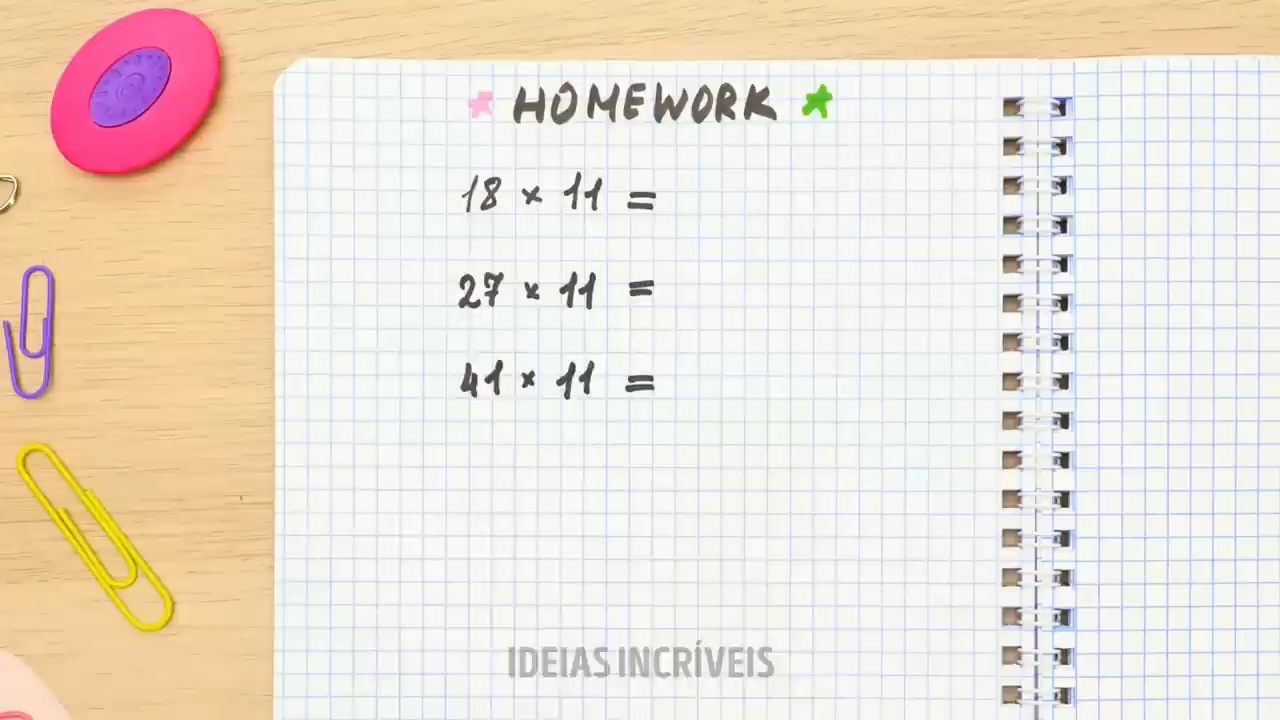 HOMEWORK
18 × 11 =
27 × 11 =
41 × 11 =
IDEIAS INCRÍVEIS